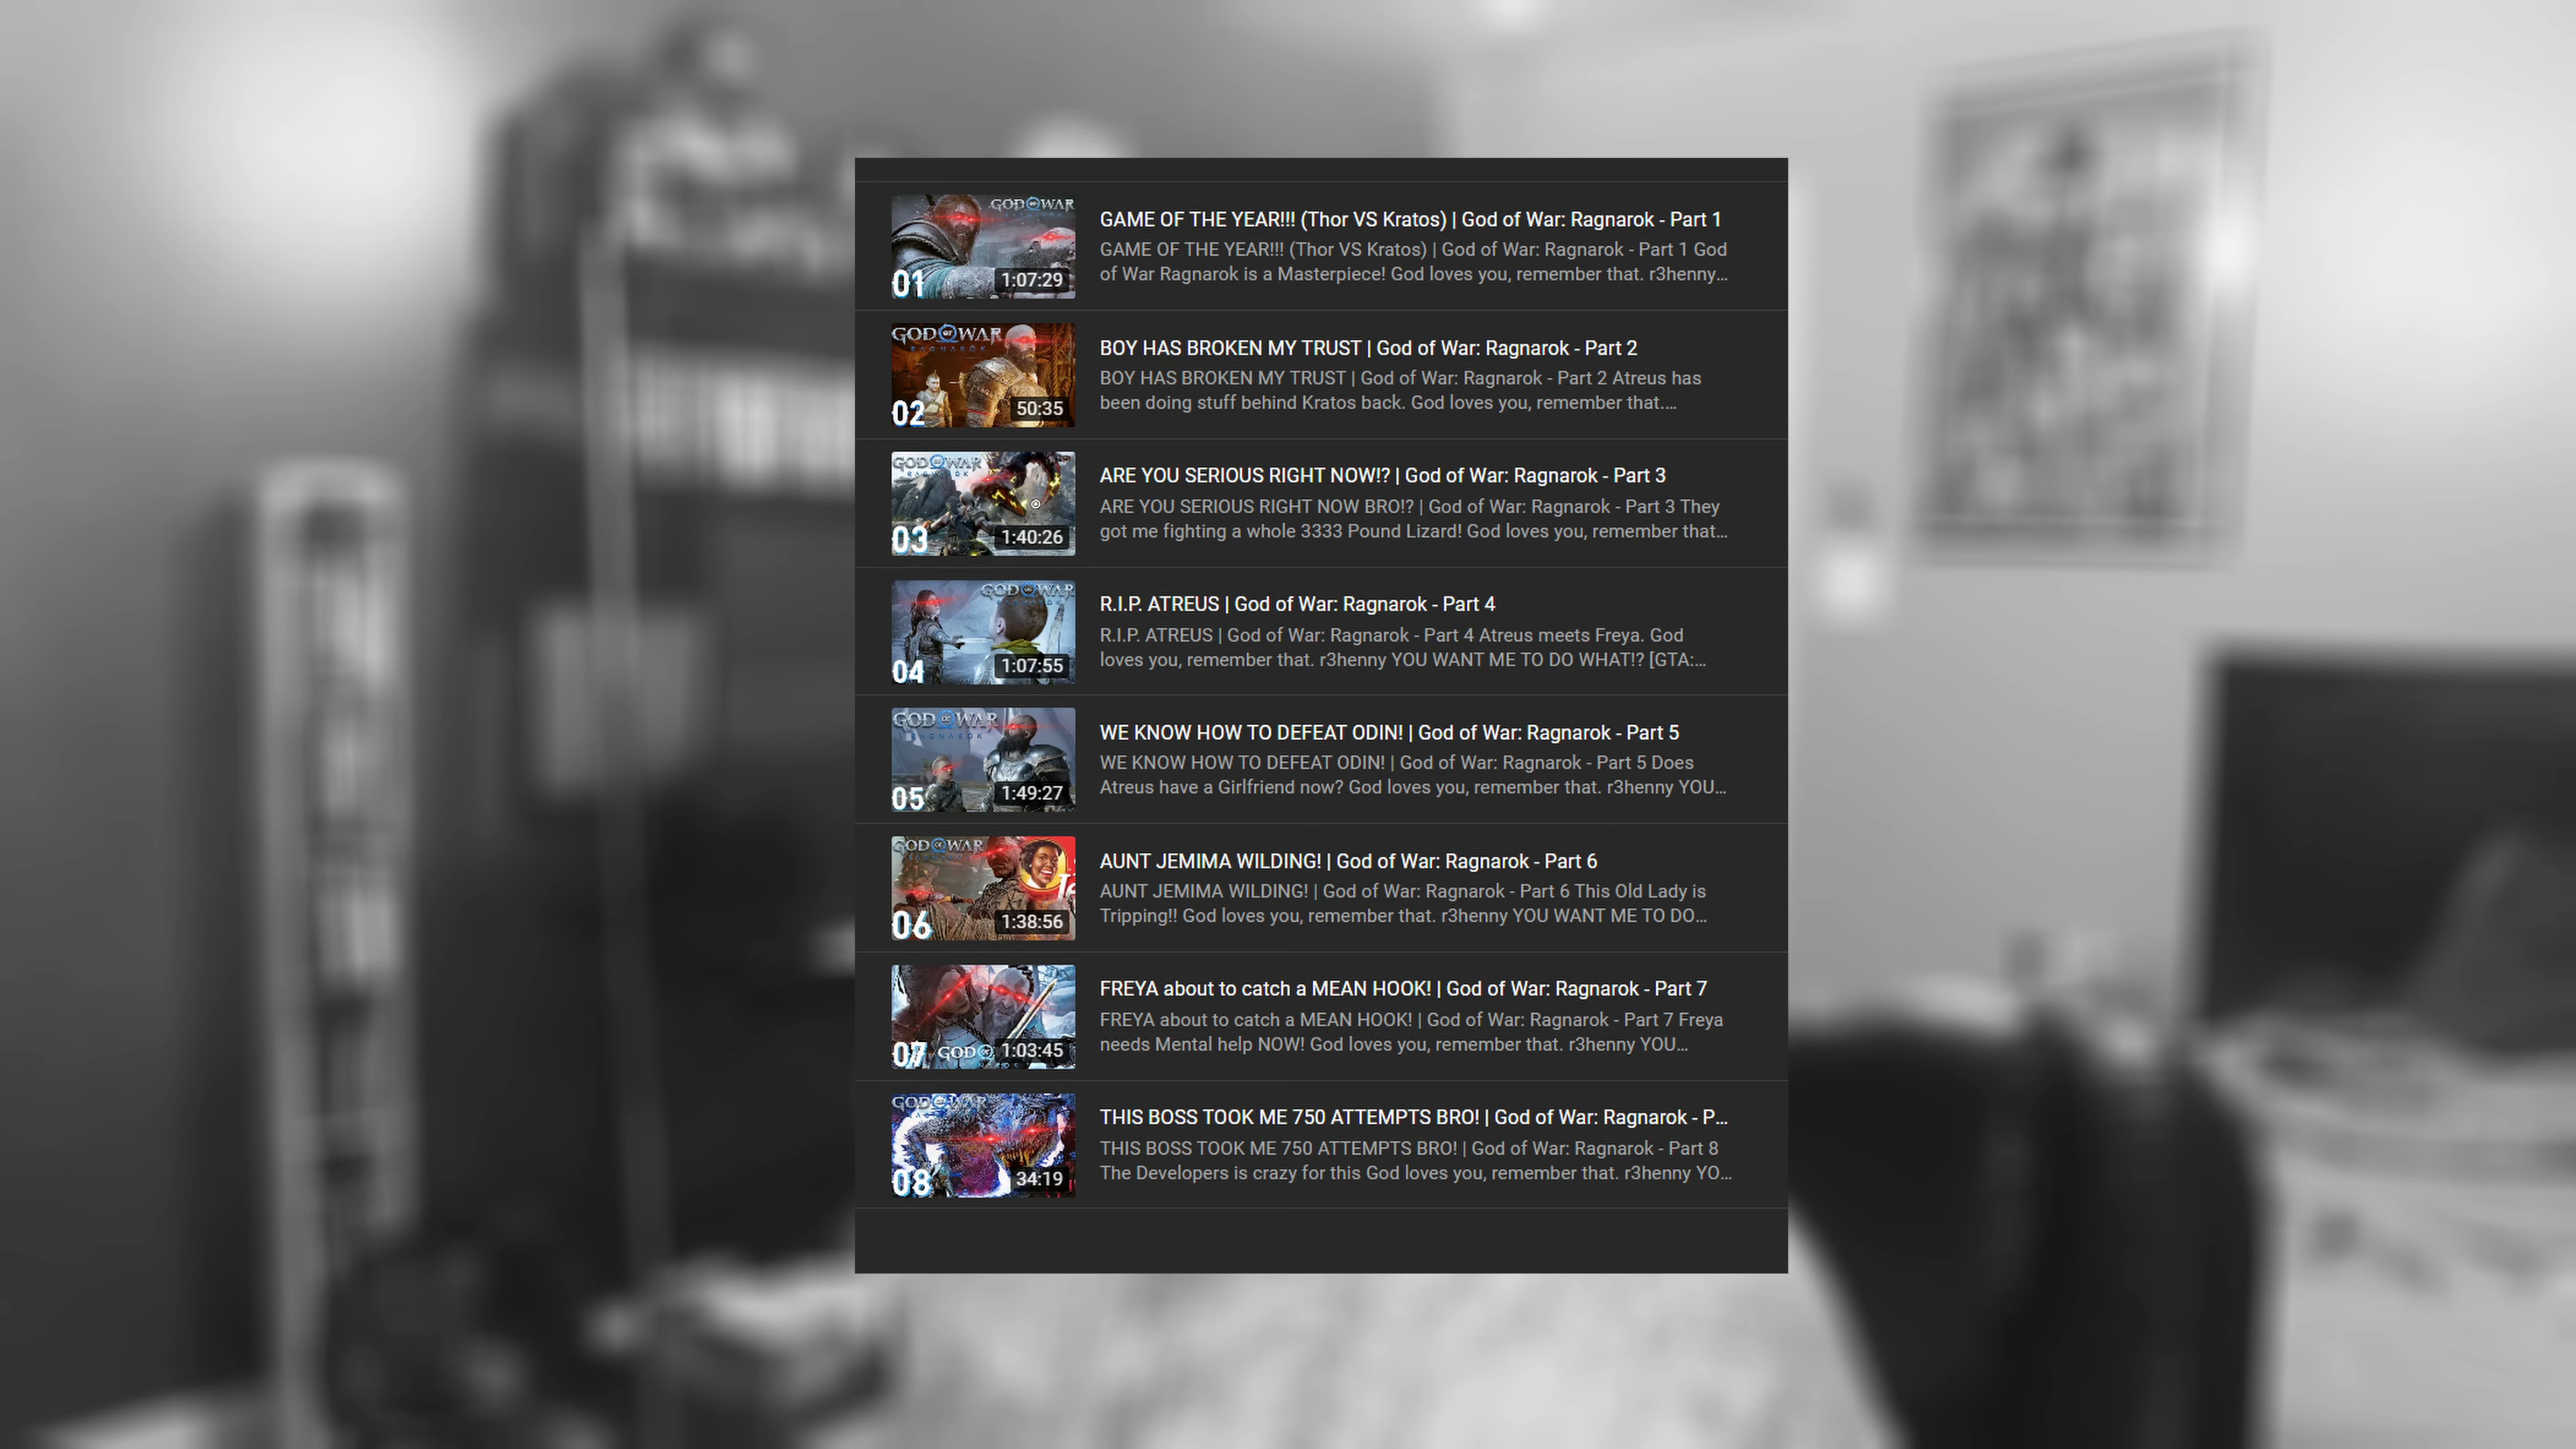 GOD OF WAR
01
1:07:29
GAME OF THE YEAR!!! (Thor VS Kratos) | God of War: Ragnarok - Part 1
GAME OF THE YEAR!!! (Thor VS Kratos) | God of War: Ragnarok - Part 1 God
of War Ragnarok is a Masterpiece! God loves you, remember that. r3henny...
GOD OF WAR
RAGNARÖK
02
50:35
BOY HAS BROKEN MY TRUST | God of War: Ragnarok - Part 2
BOY HAS BROKEN MY TRUST | God of War: Ragnarok - Part 2 Atreus has
been doing stuff behind Kratos back. God loves you, remember that....
GOD OF WAR
03
1:40:26
ARE YOU SERIOUS RIGHT NOW!? | God of War: Ragnarok - Part 3
ARE YOU SERIOUS RIGHT NOW BRO!? | God of War: Ragnarok - Part 3 They
got me fighting a whole 3333 Pound Lizard! God loves you, remember that...
GOD OF WAR
04
1:07:55
R.I.P. ATREUS | God of War: Ragnarok - Part 4
R.I.P. ATREUS | God of War: Ragnarok - Part 4 Atreus meets Freya. God
loves you, remember that. r3henny YOU WANT ME TO DO WHAT!? [GTA:...
GOD OF WAR
RAGNARÖK
05
1:49:27
WE KNOW HOW TO DEFEAT ODIN! | God of War: Ragnarok - Part 5
WE KNOW HOW TO DEFEAT ODIN! | God of War: Ragnarok - Part 5 Does
Atreus have a Girlfriend now? God loves you, remember that. r3henny YOU...
GOD OF WAR
06
1:38:56
AUNT JEMIMA WILDING! | God of War: Ragnarok - Part 6
AUNT JEMIMA WILDING! | God of War: Ragnarok - Part 6 This Old Lady is
Tripping!! God loves you, remember that. r3henny YOU WANT ME TO DO...
07
GOD
1:03:45
FREYA about to catch a MEAN HOOK! | God of War: Ragnarok - Part 7
FREYA about to catch a MEAN HOOK! | God of War: Ragnarok - Part 7 Freya
needs Mental help NOW! God loves you, remember that. r3henny YOU...
GOD OF WAR
08
34:19
THIS BOSS TOOK ME 750 ATTEMPTS BRO! | God of War: Ragnarok - P...
THIS BOSS TOOK ME 750 ATTEMPTS BRO! | God of War: Ragnarok - Part 8
The Developers is crazy for this God loves you, remember that. r3henny YO...